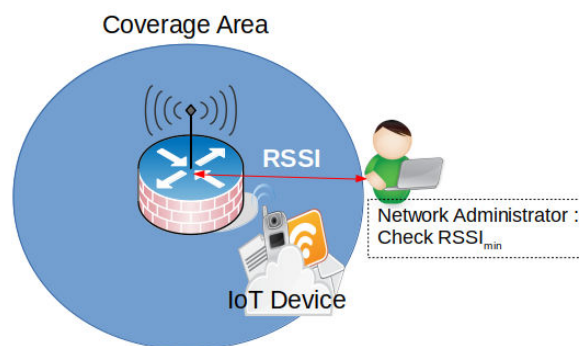 Coverage Area
RSSI
Network Administrator :
Check RSSImin
IoT Device